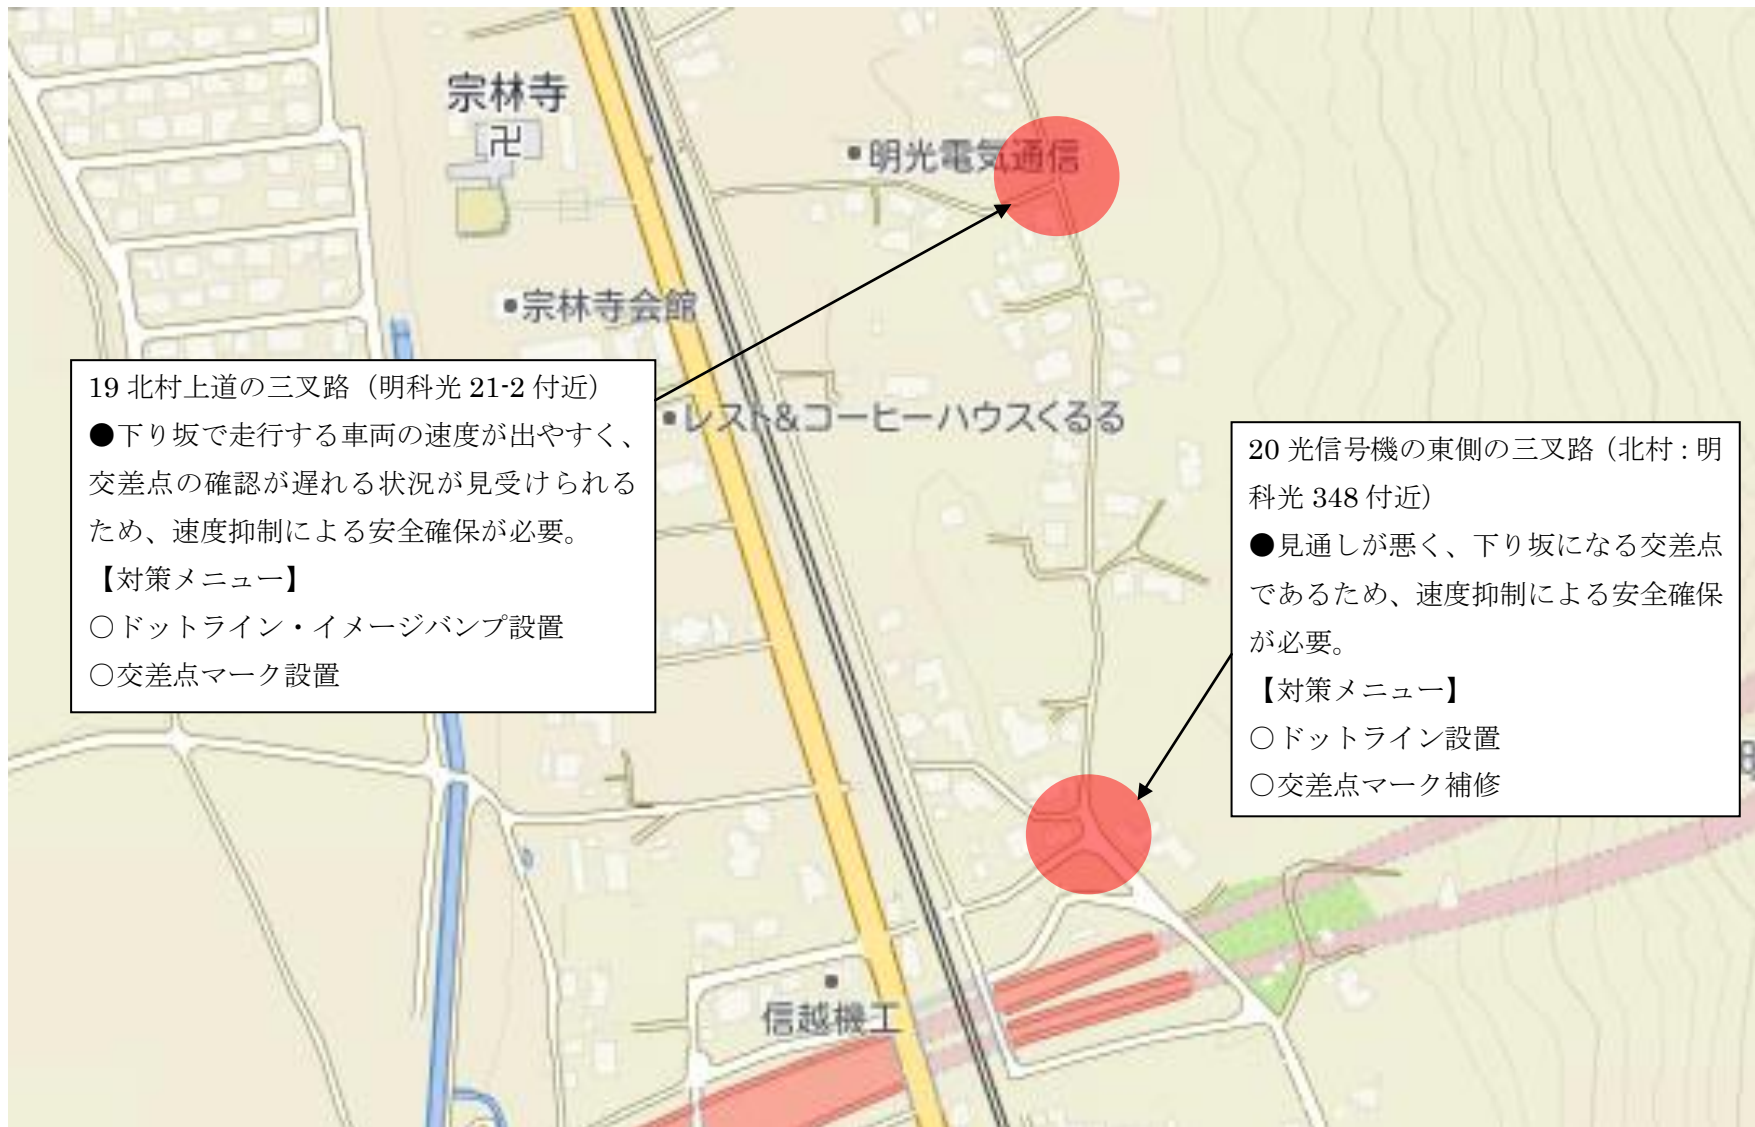 宗林寺
●明光電気通信
●宗林寺会館
19 北村上道の三叉路（明科光 21-2 付近）
●下り坂で走行する車両の速度が出やすく、
交差点の確認が遅れる状況が見受けられる
ため、速度抑制による安全確保が必要。
【対策メニュー】
○ドットライン・イメージバンプ設置
○交差点マーク設置
●レスト&コーヒーハウスくるる
20 光信号機の東側の三叉路（北村：明
科光 348 付近）
●見通しが悪く、下り坂になる交差点
であるため、速度抑制による安全確保
が必要。
【対策メニュー】
○ドットライン設置
○交差点マーク補修
信越機工